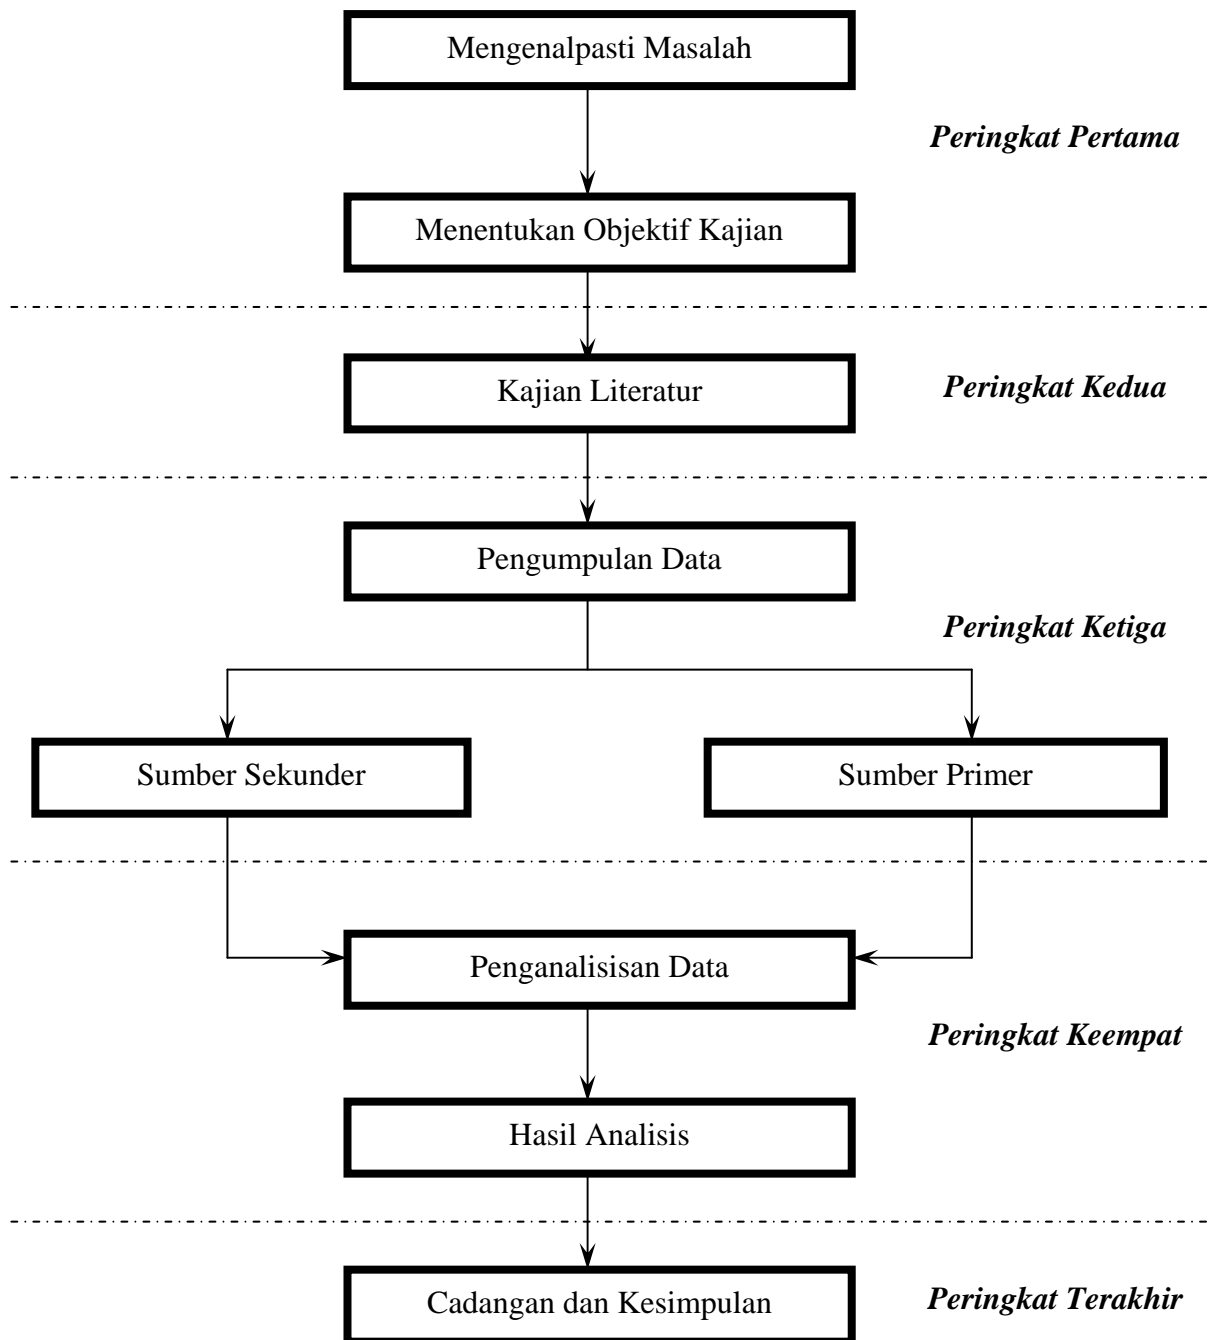 Mengenalpasti Masalah
Peringkat Pertama
Menentukan Objektif Kajian
Kajian Literatur
Peringkat Kedua
Pengumpulan Data
Peringkat Ketiga
Sumber Sekunder
Sumber Primer
Penganalisisan Data
Peringkat Keempat
Hasil Analisis
Cadangan dan Kesimpulan
Peringkat Terakhir